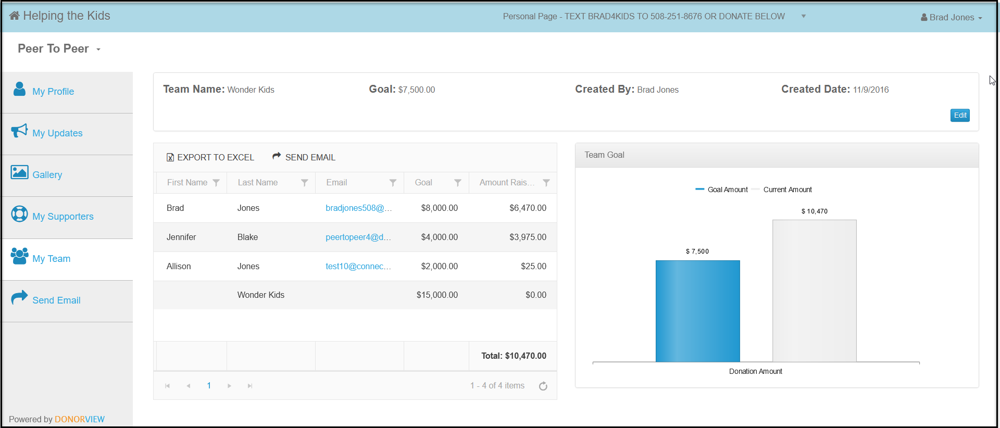 Helping the Kids
Personal Page - TEXT BRAD4KIDS TO 508-251-8676 OR DONATE BELOW
Brad Jones
Peer To Peer
My Profile
My Updates
Gallery
My Supporters
My Team
Send Email
Powered by DONORVIEW
Team Name: Wonder Kids
Goal: $7,500.00
Created By: Brad Jones
Created Date: 11/9/2016
Edit
EXPORT TO EXCEL SEND EMAIL
First Name Last Name Email Goal Amount Rais...
Brad Jones bradjones508@... $8,000.00 $6,470.00
Jennifer Blake peertopeer4@d... $4,000.00 $3,975.00
Allison Jones test10@connec... $2,000.00 $25.00
Wonder Kids $15,000.00 $0.00
Total: $10,470.00
1
1 - 4 of 4 items
Team Goal
Goal Amount Current Amount
$ 10,470
$ 7,500
Donation Amount